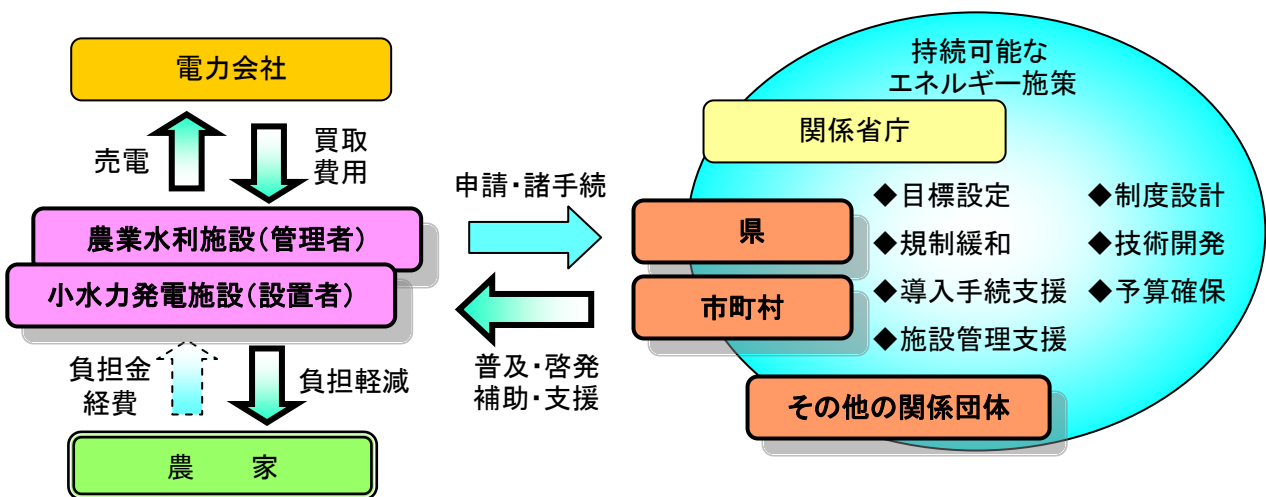 電力会社
売電
買取
費用
農業水利施設(管理者)
小水力発電施設(設置者)
負担金
経費
負担軽減
農　　家
申請・諸手続
普及・啓発
補助・支援
持続可能な
エネルギー施策
関係省庁
県
市町村
◆目標設定
◆規制緩和
◆導入手続支援
◆施設管理支援
◆制度設計
◆技術開発
◆予算確保
その他の関係団体